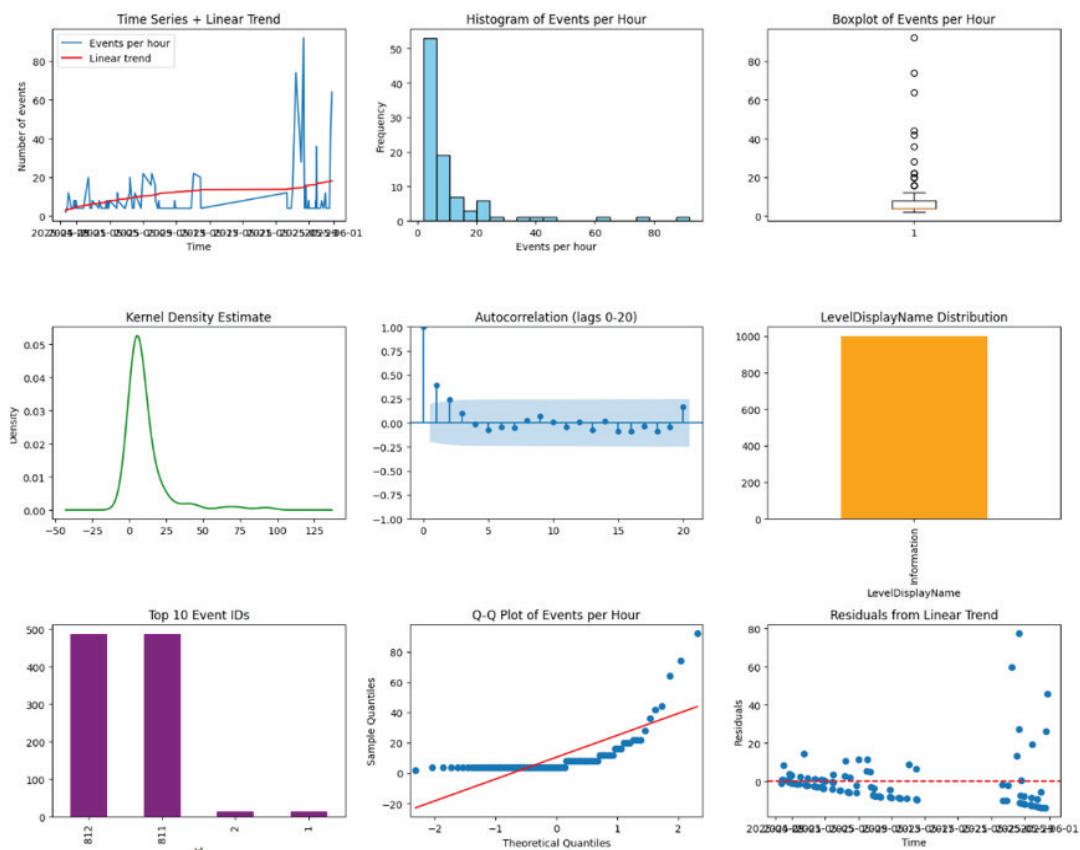 Time Series + Linear Trend
Events per hour
Linear trend
Number of events
80
60
40
20
0
Time
Histogram of Events per Hour
Frequency
50
40
30
20
10
0
0 20 40 60 80
Events per hour
Boxplot of Events per Hour
80
60
40
20
0
1
Kernel Density Estimate
Density
0.05
0.04
0.03
0.02
0.01
0.00
−50 −25 0 25 50 75 100 125
Autocorrelation (lags 0-20)
1.00
0.75
0.50
0.25
0.00
−0.25
−0.50
−0.75
−1.00
0 5 10 15 20
LevelDisplayName Distribution
1000
800
600
400
200
0
Information
LevelDisplayName
Top 10 Event IDs
500
400
300
200
100
0
812 811 2 1
Q-Q Plot of Events per Hour
Sample Quantiles
80
60
40
20
0
−20
−2 −1 0 1 2
Theoretical Quantiles
Residuals from Linear Trend
Residuals
80
60
40
20
0
Time